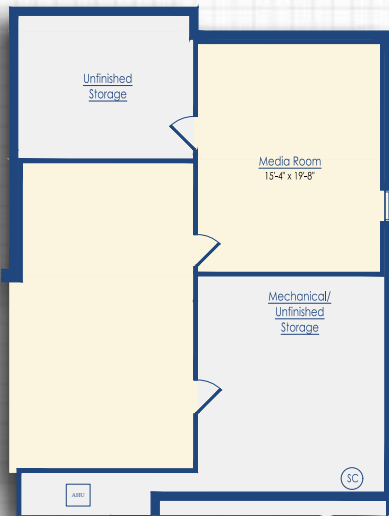 Unfinished
Storage
Media Room
15'-4" x 19'-8"
Mechanical/
Unfinished
Storage
SC
AHU